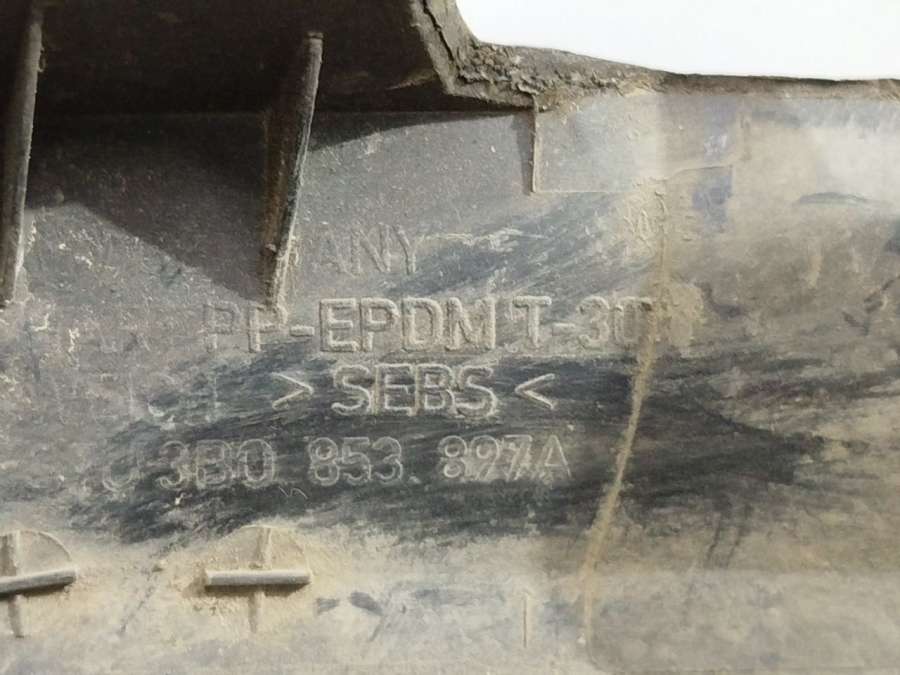 ANY
PP-EPDM T-30
> SEBS <
3B0 853 897A